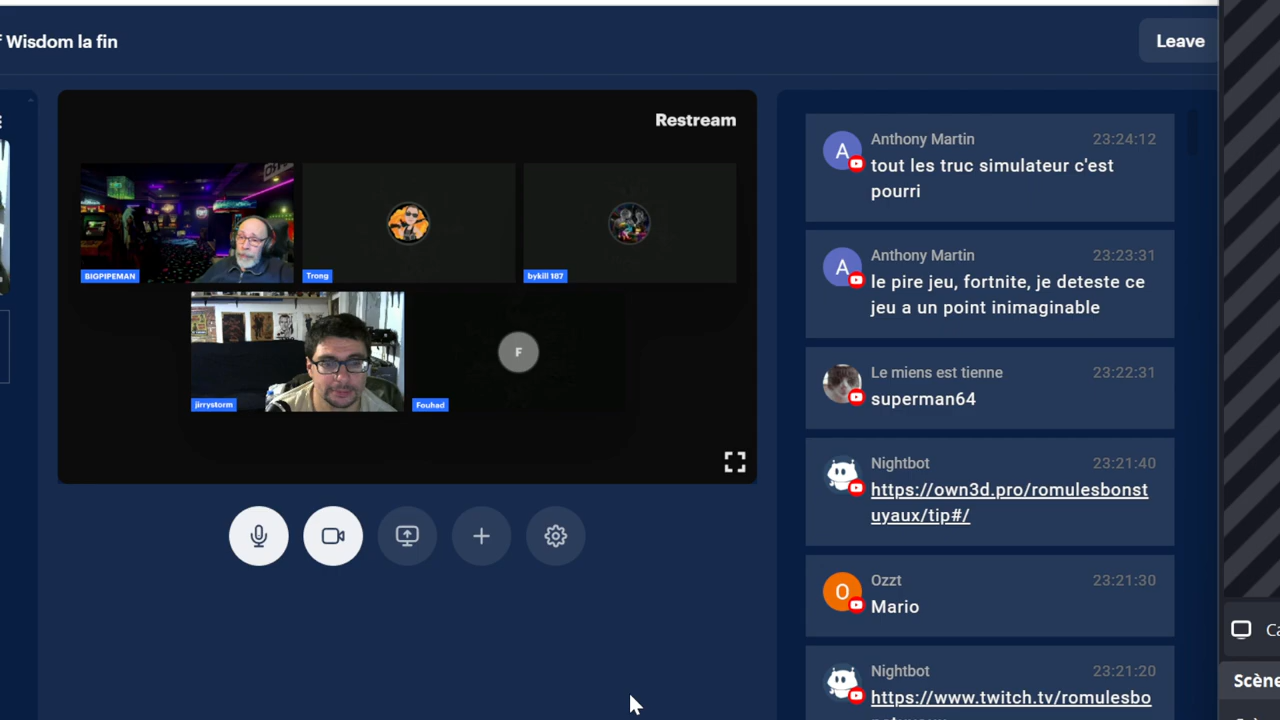 f Wisdom la fin
Leave
Restream
BIGPIPEMAN
Trong
bykill 187
jirrystorm
F
Fouhad
A
Anthony Martin 23:24:12
tout les truc simulateur c'est
pourri
A
Anthony Martin 23:23:31
le pire jeu, fortnite, je deteste ce
jeu a un point inimaginable
Le miens est tienne 23:22:31
superman64
Nightbot 23:21:40
https://own3d.pro/romulesbonst
uyaux/tip#/
O
Ozzt 23:21:30
Mario
Nightbot 23:21:20
https://www.twitch.tv/romulesbo
Ca
Scène